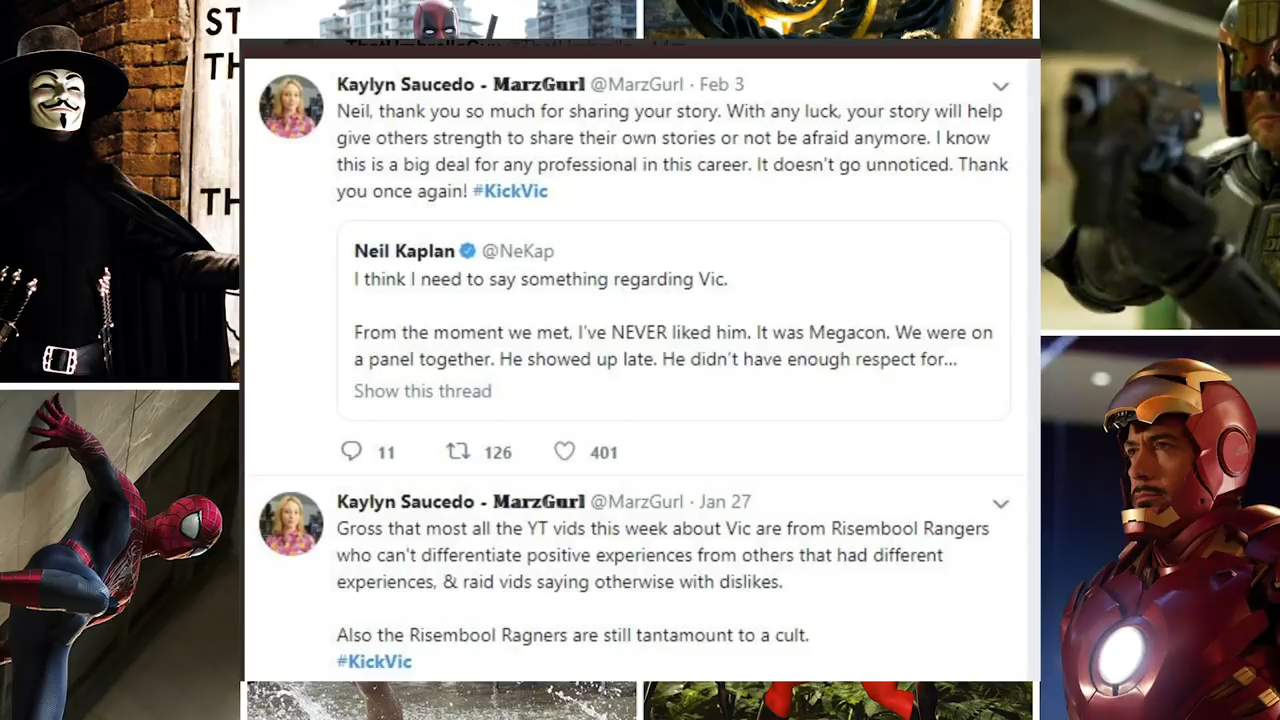 ST
TH
TH
Kaylyn Saucedo - MarzGurl @MarzGurl · Feb 3
Neil, thank you so much for sharing your story. With any luck, your story will help
give others strength to share their own stories or not be afraid anymore. I know
this is a big deal for any professional in this career. It doesn't go unnoticed. Thank
you once again! #KickVic
Neil Kaplan @NeKap
I think I need to say something regarding Vic.
From the moment we met, I've NEVER liked him. It was Megacon. We were on
a panel together. He showed up late. He didn't have enough respect for...
Show this thread
11 126 401
Kaylyn Saucedo - MarzGurl @MarzGurl · Jan 27
Gross that most all the YT vids this week about Vic are from Risembool Rangers
who can't differentiate positive experiences from others that had different
experiences, & raid vids saying otherwise with dislikes.
Also the Risembool Ragners are still tantamount to a cult.
#KickVic